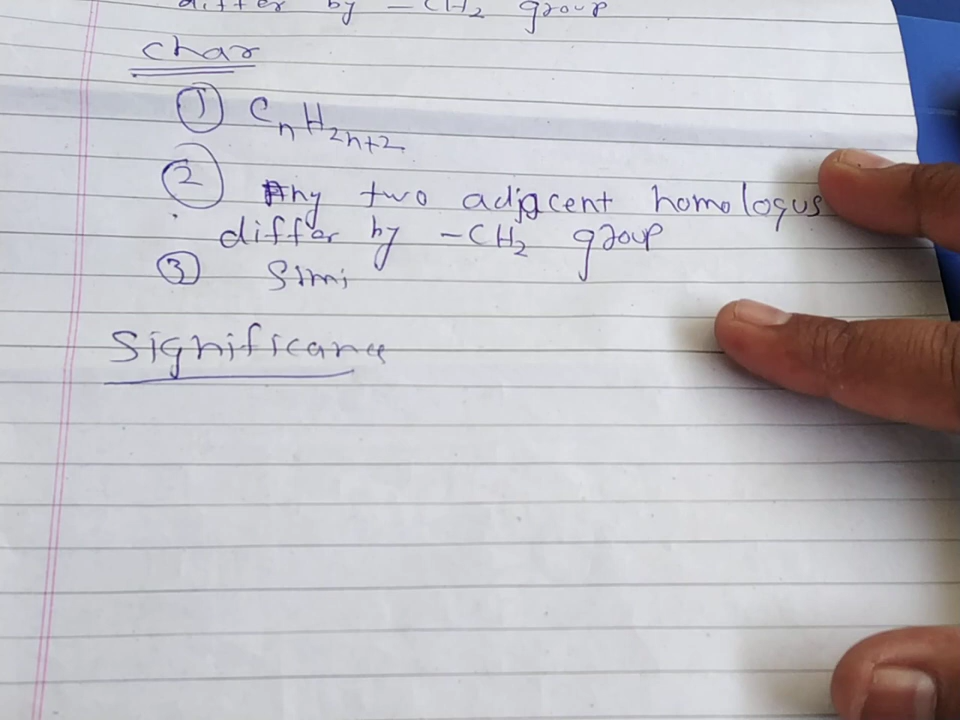 differ by - CH2 group
Char
① CnH2n+2
② Any two adjacent homologus
differ by -CH2 group
③ Simi
Significance